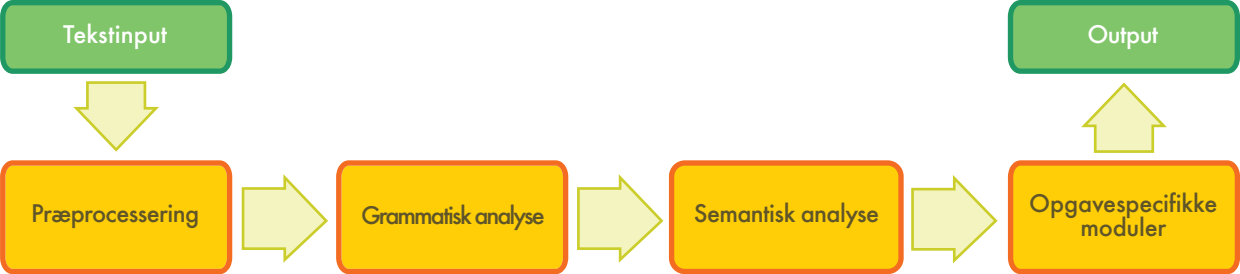 Tekstinput
Output
Præprocessering
Grammatisk analyse
Semantisk analyse
Opgavespecifikke
moduler